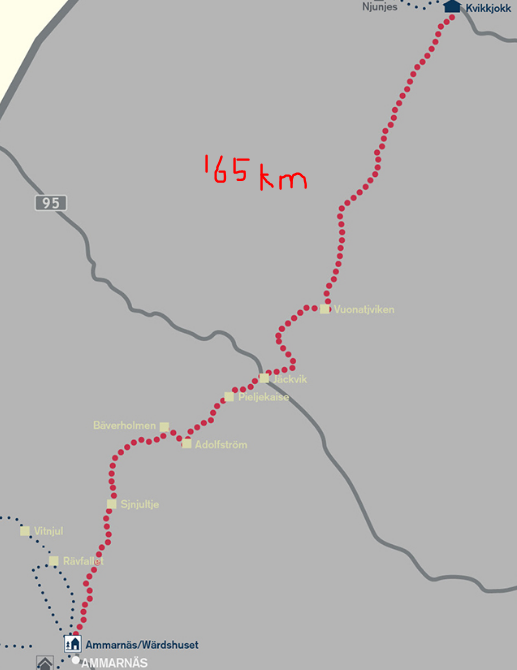 Njunjes
Kvikkjokk
165 km
95
Vuonatjviken
Jäckvik
Pieljekaise
Bäverholmen
Adolfström
Sjnjultje
Vitnjul
Rävfallet
Ammarnäs/Wärdshuset
AMMARNÄS